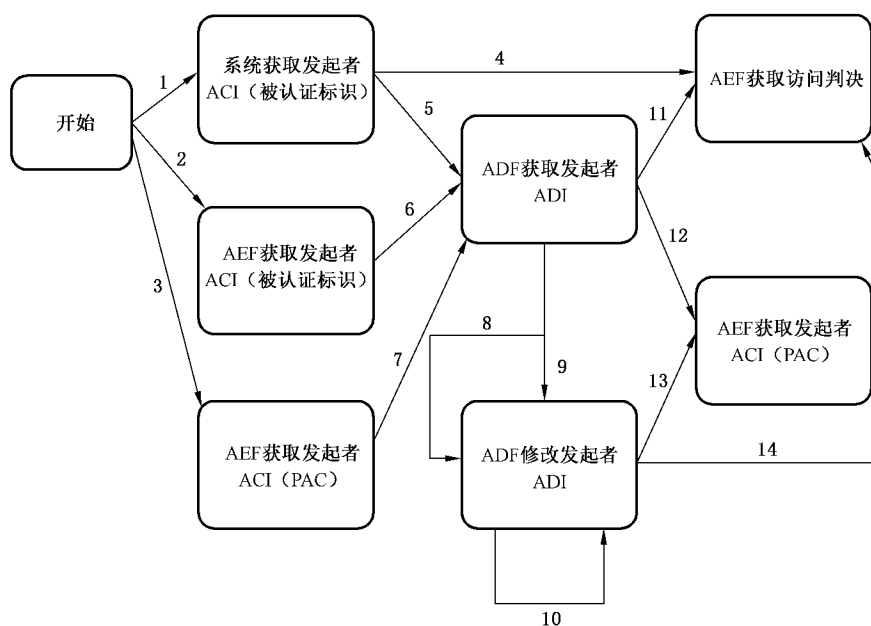 开始
1
2
3
系统获取发起者
ACI（被认证标识）
AEF获取发起者
ACI（被认证标识）
AEF获取发起者
ACI（PAC）
4
5
6
7
ADF获取发起者
ADI
8
9
ADF修改发起者
ADI
10
11
12
13
14
AEF获取访问判决
AEF获取发起者
ACI（PAC）